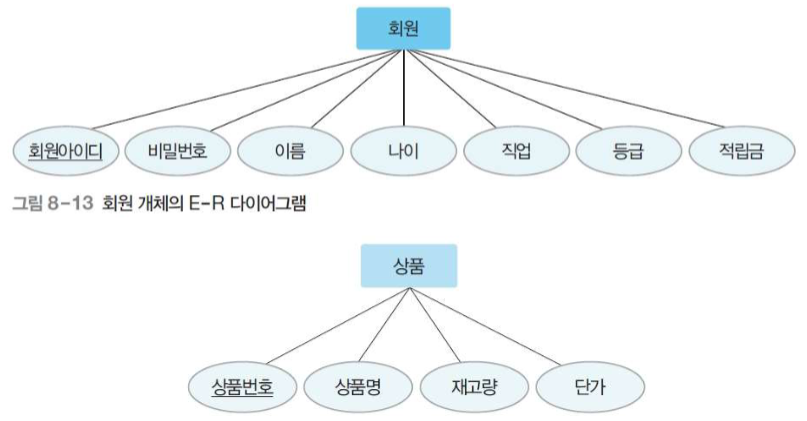 회원
회원아이디 비밀번호 이름 나이 직업 등급 적립금
그림 8-13 회원 개체의 E-R 다이어그램
상품
상품번호 상품명 재고량 단가